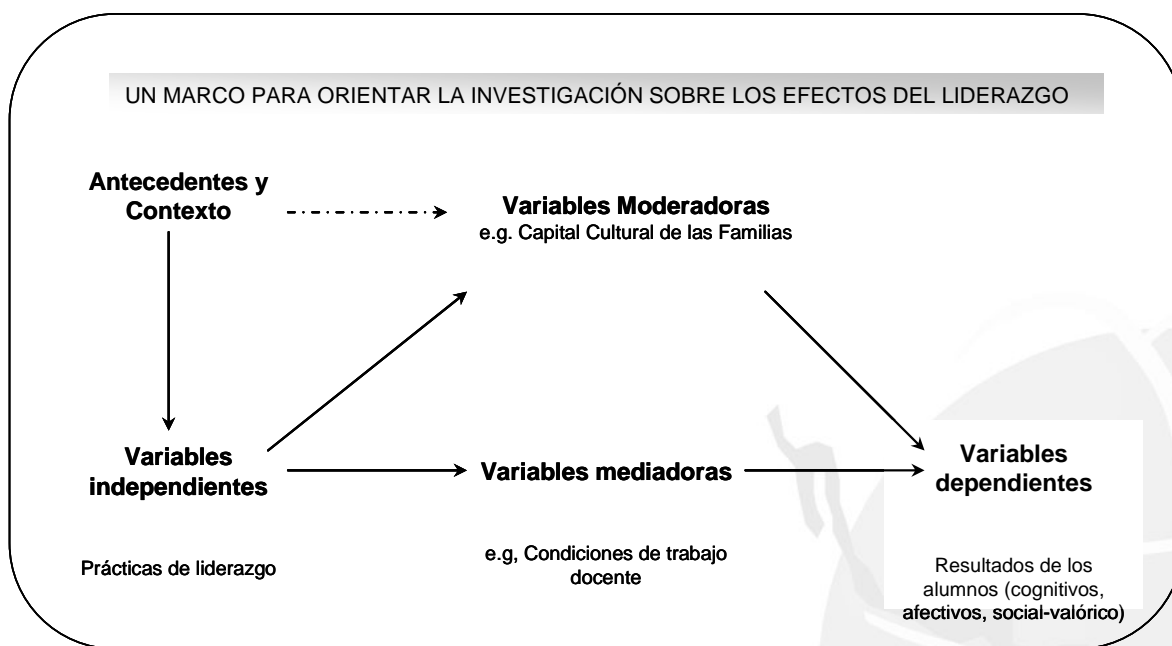 UN MARCO PARA ORIENTAR LA INVESTIGACIÓN SOBRE LOS EFECTOS DEL LIDERAZGO
Antecedentes y
Contexto
Variables Moderadoras
e.g. Capital Cultural de las Familias
Variables
independientes
Variables mediadoras
Variables
dependientes
Prácticas de liderazgo
e.g, Condiciones de trabajo
docente
Resultados de los
alumnos (cognitivos,
afectivos, social-valórico)